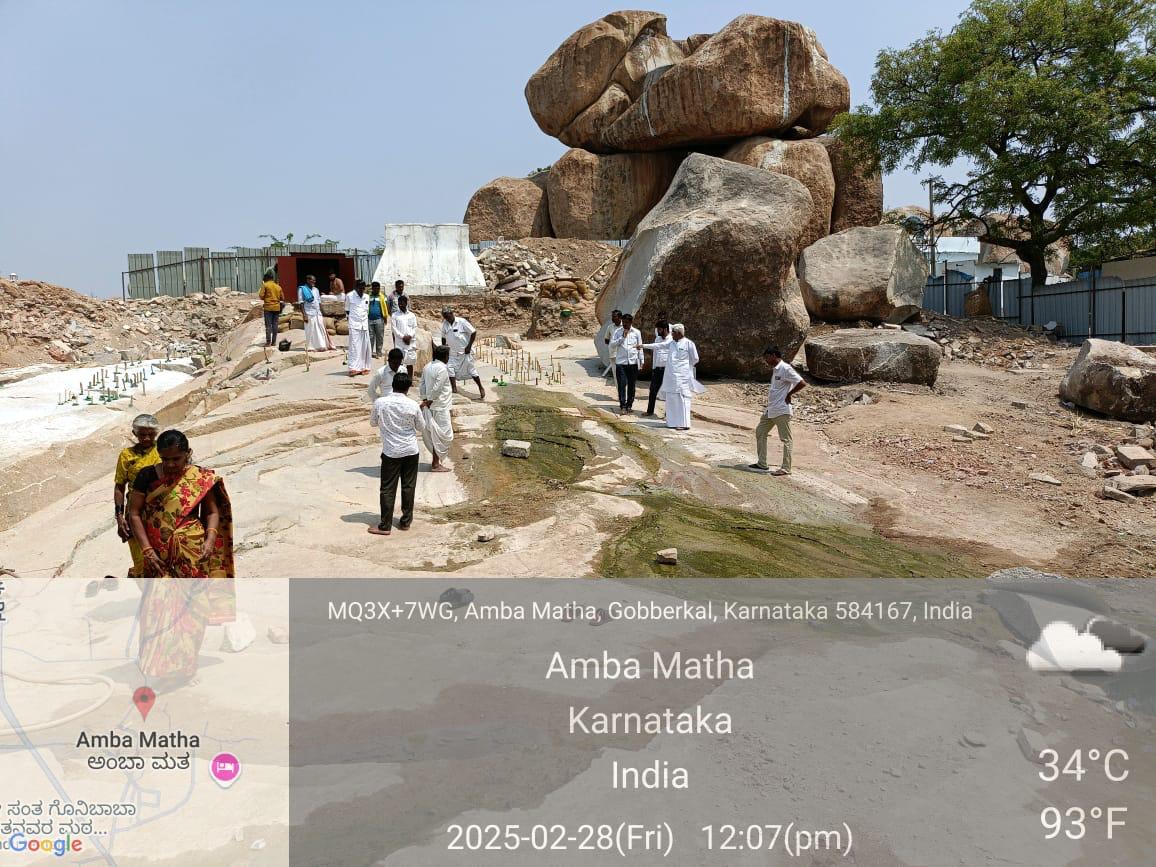 MQ3X+7WG, Amba Matha, Gobberkal, Karnataka 584167, India
Amba Matha
Karnataka
India
2025-02-28(Fri) 12:07(pm)
34°C
93°F
Amba Matha
ಅಂಬಾ ಮಠ
ಸಂತ ಗೊನಿಬಾಬಾ
Google